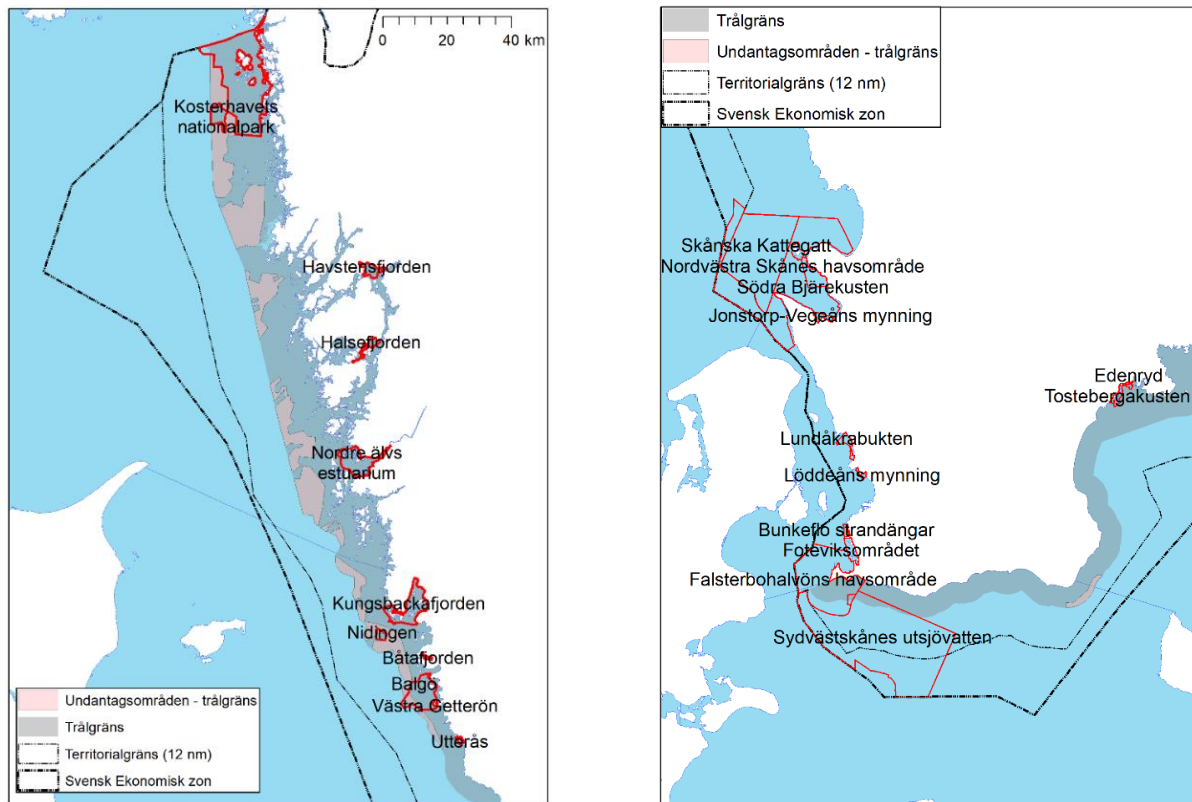 0 20 40 km
Kosterhavets
nationalpark
Havstensfjorden
Halsefjorden
Nordre älvs
estuarium
Kungsbackafjorden
Nidingen
Båtafjorden
Balgö
Västra Getterön
Utterås
Undantagsområden - trålgräns
Trålgräns
Territorialgräns (12 nm)
Svensk Ekonomisk zon
Trålgräns
Undantagsområden - trålgräns
Territorialgräns (12 nm)
Svensk Ekonomisk zon
Skånska Kattegatt
Nordvästra Skånes havsområde
Södra Bjärekusten
Jonstorp-Vegeåns mynning
Edenryd
Tostebergakusten
Lundåkrabukten
Löddeåns mynning
Bunkeflo strandängar
Foteviksområdet
Falsterbohalvöns havsområde
Sydvästskånes utsjövatten